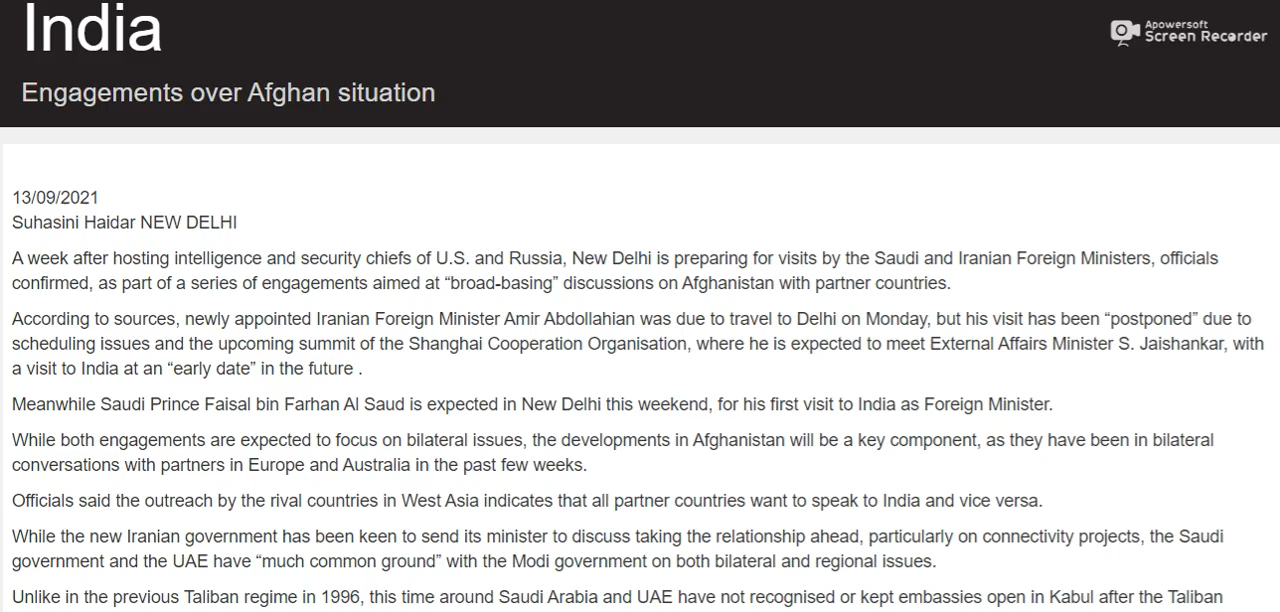 India
Apowersoft
Screen Recorder
Engagements over Afghan situation
13/09/2021
Suhasini Haidar NEW DELHI
A week after hosting intelligence and security chiefs of U.S. and Russia, New Delhi is preparing for visits by the Saudi and Iranian Foreign Ministers, officials
confirmed, as part of a series of engagements aimed at “broad-basing” discussions on Afghanistan with partner countries.
According to sources, newly appointed Iranian Foreign Minister Amir Abdollahian was due to travel to Delhi on Monday, but his visit has been “postponed” due to
scheduling issues and the upcoming summit of the Shanghai Cooperation Organisation, where he is expected to meet External Affairs Minister S. Jaishankar, with
a visit to India at an “early date” in the future .
Meanwhile Saudi Prince Faisal bin Farhan Al Saud is expected in New Delhi this weekend, for his first visit to India as Foreign Minister.
While both engagements are expected to focus on bilateral issues, the developments in Afghanistan will be a key component, as they have been in bilateral
conversations with partners in Europe and Australia in the past few weeks.
Officials said the outreach by the rival countries in West Asia indicates that all partner countries want to speak to India and vice versa.
While the new Iranian government has been keen to send its minister to discuss taking the relationship ahead, particularly on connectivity projects, the Saudi
government and the UAE have “much common ground” with the Modi government on both bilateral and regional issues.
Unlike in the previous Taliban regime in 1996, this time around Saudi Arabia and UAE have not recognised or kept embassies open in Kabul after the Taliban